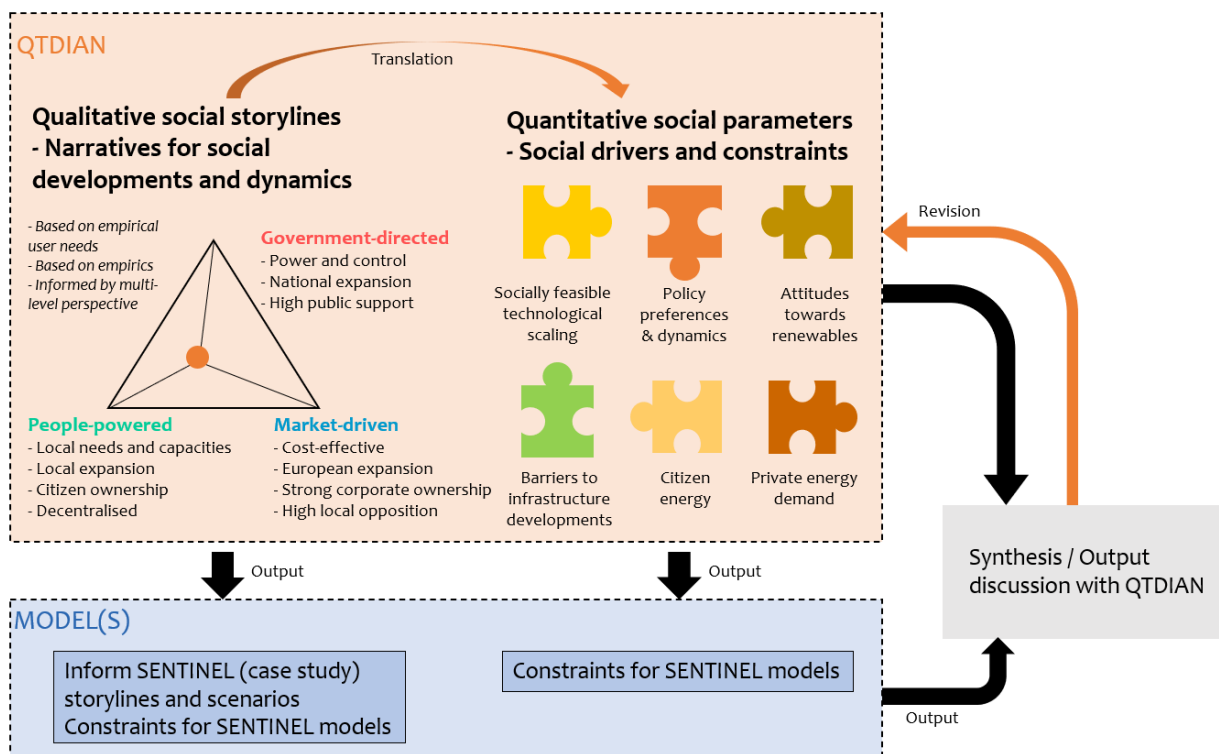 QTDIAN
Translation
Qualitative social storylines
- Narratives for social
developments and dynamics
- Based on empirical
user needs
- Based on empirics
- Informed by multi-
level perspective
Government-directed
- Power and control
- National expansion
- High public support
People-powered
- Local needs and capacities
- Local expansion
- Citizen ownership
- Decentralised
Market-driven
- Cost-effective
- European expansion
- Strong corporate ownership
- High local opposition
Quantitative social parameters
- Social drivers and constraints
Socially feasible
technological
scaling
Policy
preferences
& dynamics
Attitudes
towards
renewables
Barriers to
infrastructure
developments
Citizen
energy
Private energy
demand
Revision
Synthesis / Output
discussion with QTDIAN
Output
Output
MODEL(S)
Inform SENTINEL (case study)
storylines and scenarios
Constraints for SENTINEL models
Constraints for SENTINEL models
Output